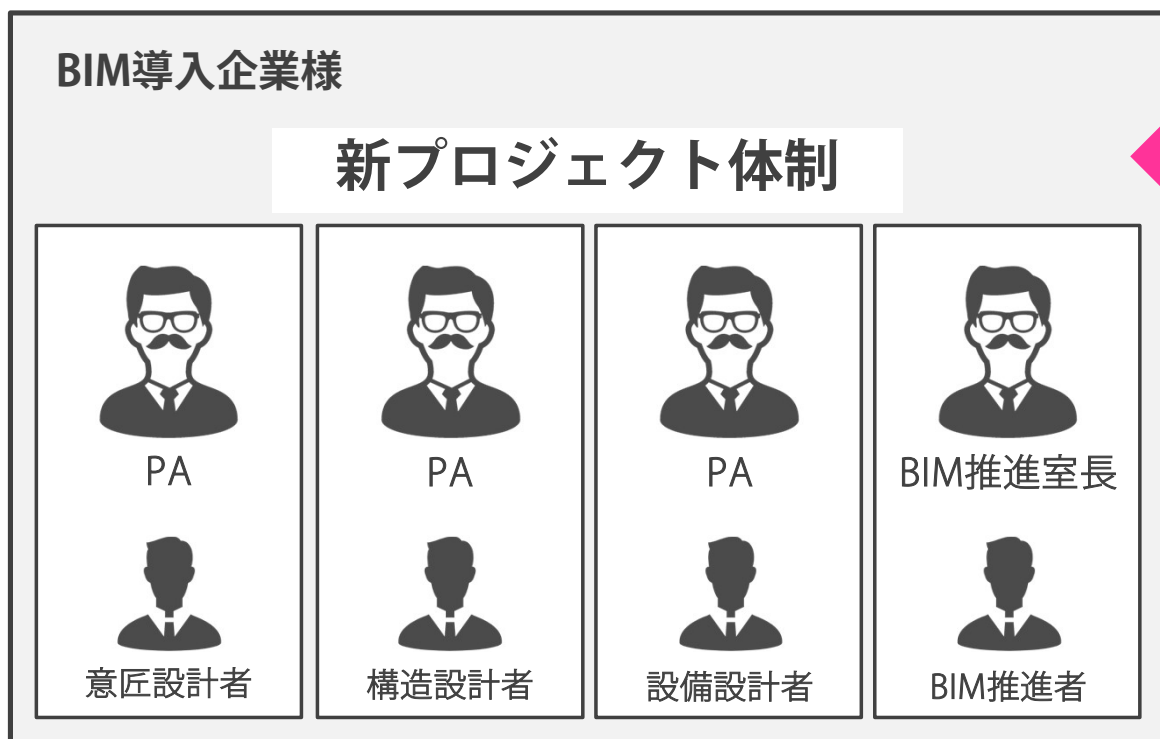 BIM導入企業様
新プロジェクト体制
PA
PA
PA
BIM推進室長
意匠設計者
構造設計者
設備設計者
BIM推進者